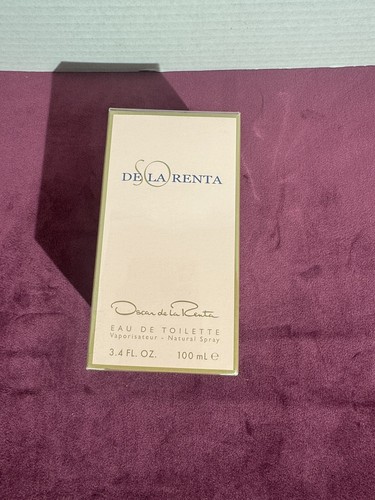 SO
DE LA RENTA
Oscar de la Renta
EAU DE TOILETTE
Vaporisateur - Natural Spray
3.4 FL. OZ. 100 mL ℮